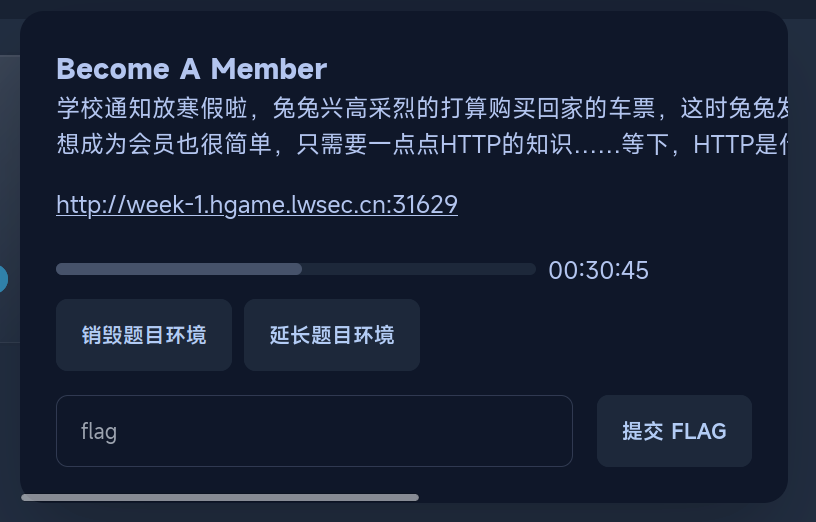 Become A Member
学校通知放寒假啦，兔兔兴高采烈的打算购买回家的车票，这时兔兔发
想成为会员也很简单，只需要一点点HTTP的知识......等下，HTTP是什
http://week-1.hgame.lwsec.cn:31629
00:30:45
销毁题目环境 延长题目环境
flag 提交 FLAG